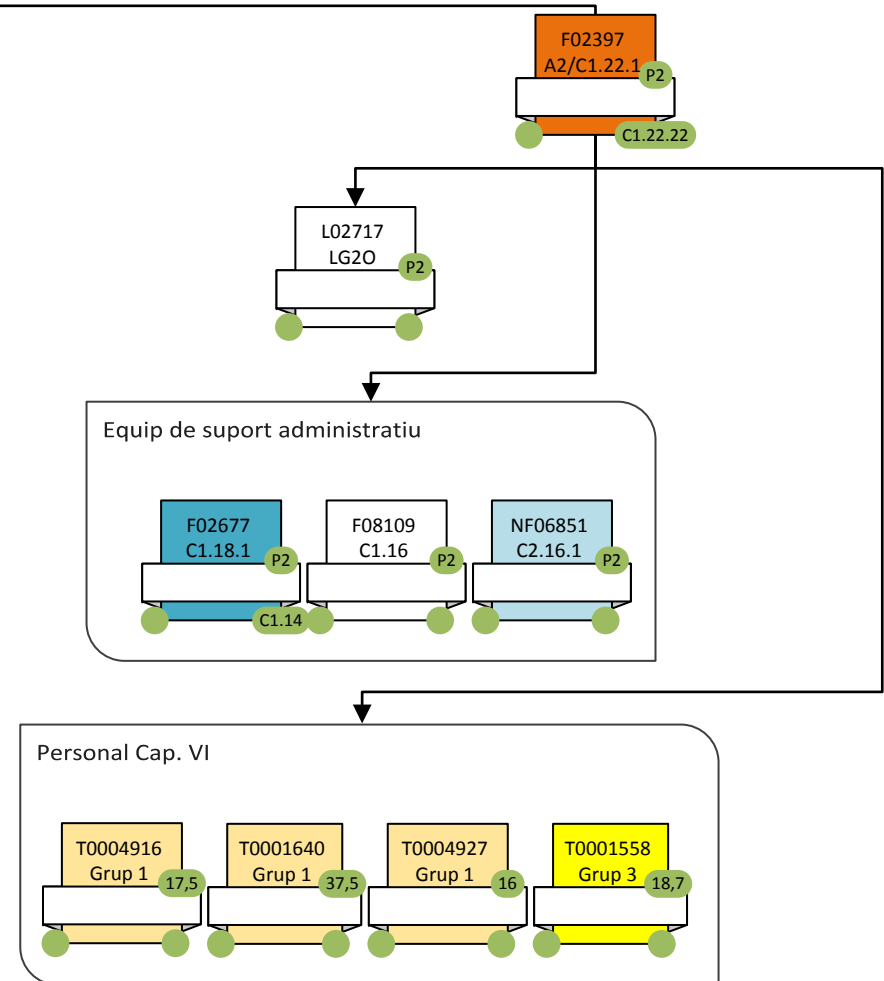 F02397
A2/C1.22.1
P2
C1.22.22
L02717
LG2O
P2
Equip de suport administratiu
F02677
C1.18.1
P2
C1.14
F08109
C1.16
P2
NF06851
C2.16.1
P2
Personal Cap. VI
T0004916
Grup 1
17,5
T0001640
Grup 1
37,5
T0004927
Grup 1
16
T0001558
Grup 3
18,7